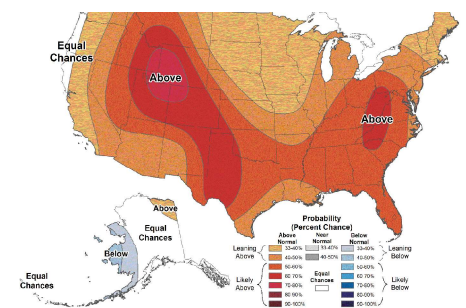 Equal
Chances
Above
Above
Above
Equal
Chances
Below
Equal
Chances
Probability
(Percent Chance)
Above
Normal
Near
Normal
Below
Normal
Leaning
Above
33-40%
33-40%
33-40%
Leaning
Below
40-50%
40-50%
40-50%
Likely
Above
50-60%
50-60%
60-70%
Equal
Chances
60-70%
70-80%
70-80%
Likely
Below
80-90%
80-90%
90-100%
90-100%